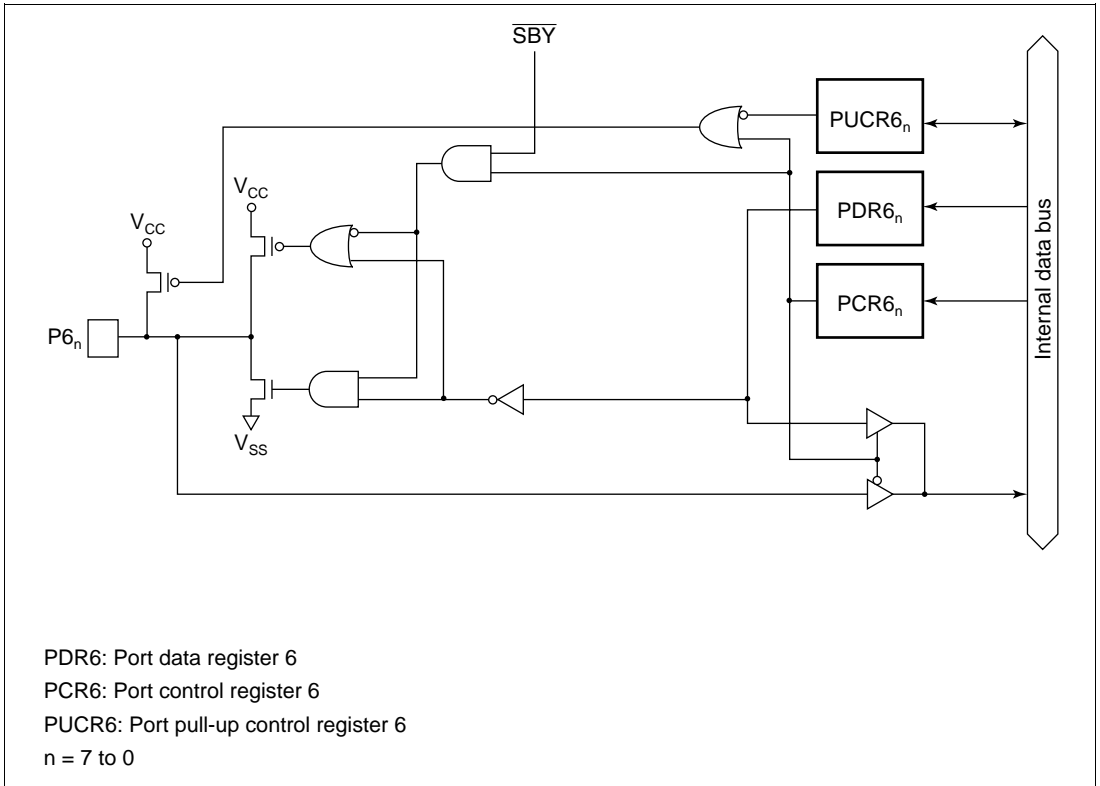 SBY
PUCR6n
VCC
VCC
PDR6n
PCR6n
P6n
VSS
Internal data bus
PDR6: Port data register 6
PCR6: Port control register 6
PUCR6: Port pull-up control register 6
n = 7 to 0